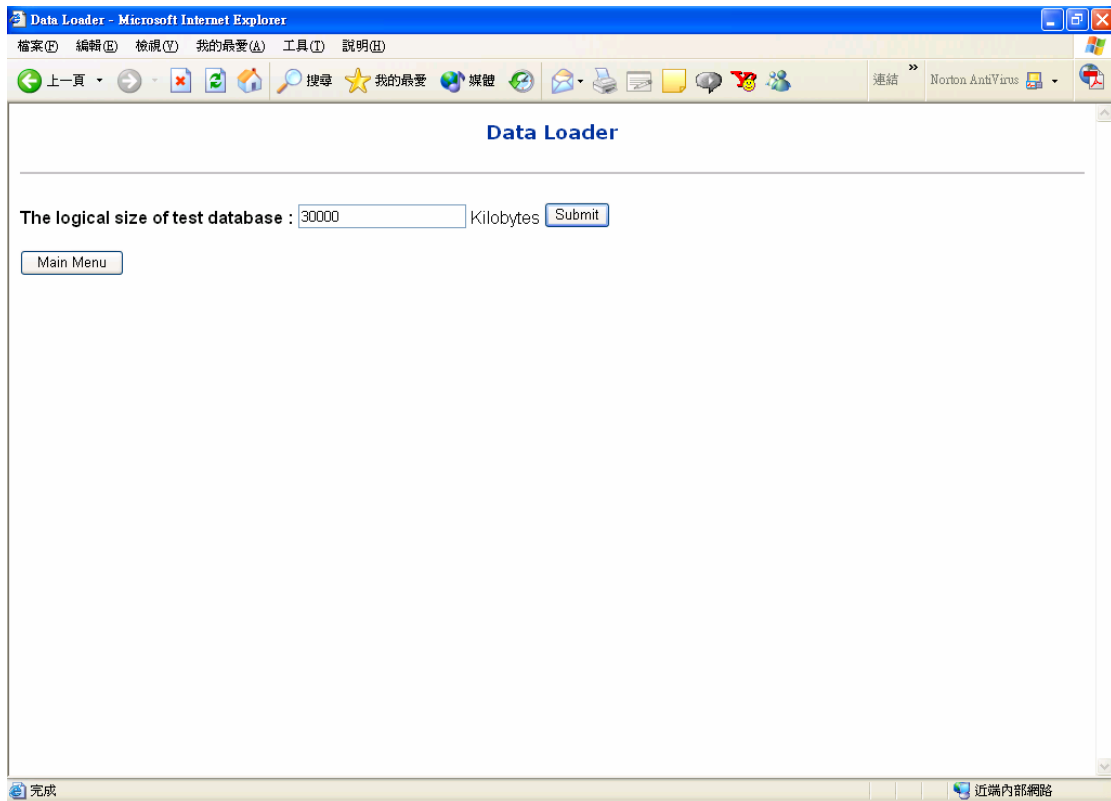 Data Loader - Microsoft Internet Explorer
檔案(F) 編輯(E) 檢視(V) 我的最愛(A) 工具(T) 說明(H)
上一頁 搜尋 我的最愛 媒體 連結 » Norton AntiVirus
Data Loader
The logical size of test database : 30000 Kilobytes Submit
Main Menu
完成 近端內部網路